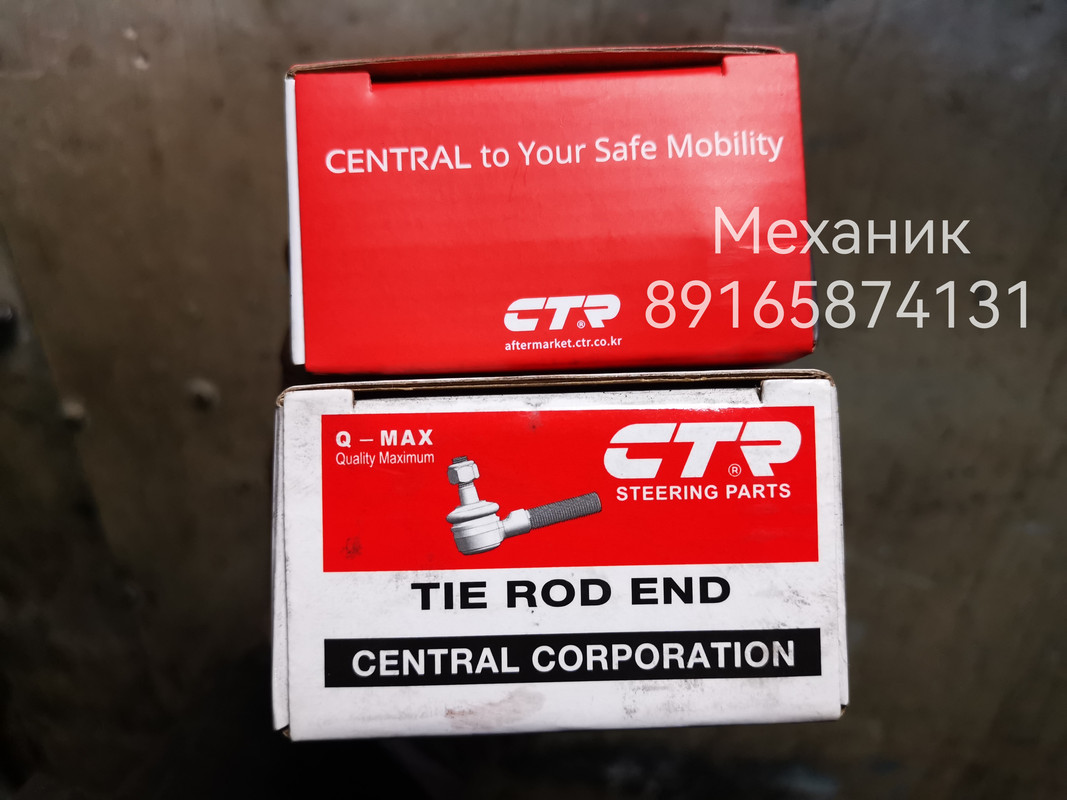 CENTRAL to Your Safe Mobility
Механик
CTR®
89165874131
aftermarket.ctr.co.kr
Q – MAX
Quality Maximum
CTR®
STEERING PARTS
TIE ROD END
CENTRAL CORPORATION